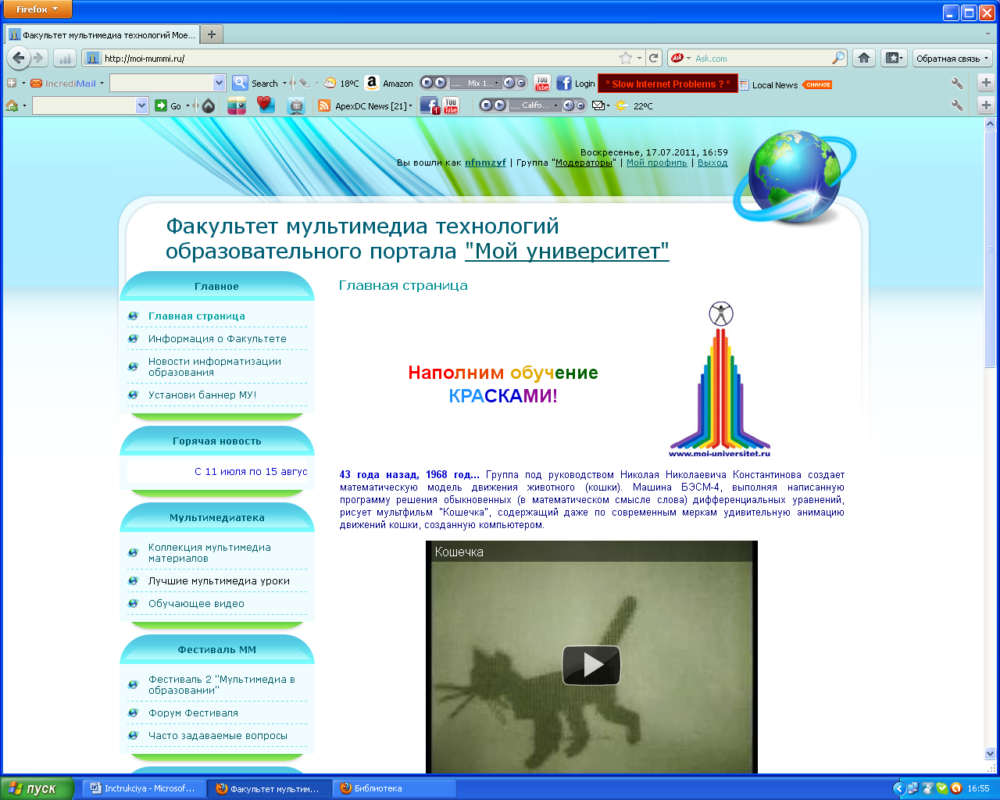 Firefox
Факультет мультимедиа технологий Мое...
http://moi-mummi.ru/
Ask Ask.com
Обратная связь
IncrediMail Search 18ºC a Amazon Mix 1... You Tube Login ° Slow Internet Problems ? ° Local News CHANGE
Go ApexDC News [21] 1 You Tube Califo... 22ºC
Воскресенье, 17.07.2011, 16:59
Вы вошли как nfnmzyf | Группа "Модераторы" | Мой профиль | Выход
Факультет мультимедиа технологий
образовательного портала "Мой университет"
Главное
Главная страница
Информация о Факультете
Новости информатизации
образования
Установи баннер МУ!
Горячая новость
С 11 июля по 15 авгус
Мультимедиатека
Коллекция мультимедиа
материалов
Лучшие мультимедиа уроки
Обучающее видео
Фестиваль ММ
Фестиваль 2 "Мультимедиа в
образовании"
Форум Фестиваля
Часто задаваемые вопросы
Главная страница
Наполним обучение
КРАСКАМИ!
www.moi-universitet.ru
43 года назад, 1968 год... Группа под руководством Николая Николаевича Константинова создает
математическую модель движения животного (кошки). Машина БЭСМ-4, выполняя написанную
программу решения обыкновенных (в математическом смысле слова) дифференциальных уравнений,
рисует мультфильм "Кошечка", содержащий даже по современным меркам удивительную анимацию
движений кошки, созданную компьютером.
Кошечка
пуск
Inctrukciya - Microsof...
Факультет мультим...
Библиотека
16:55